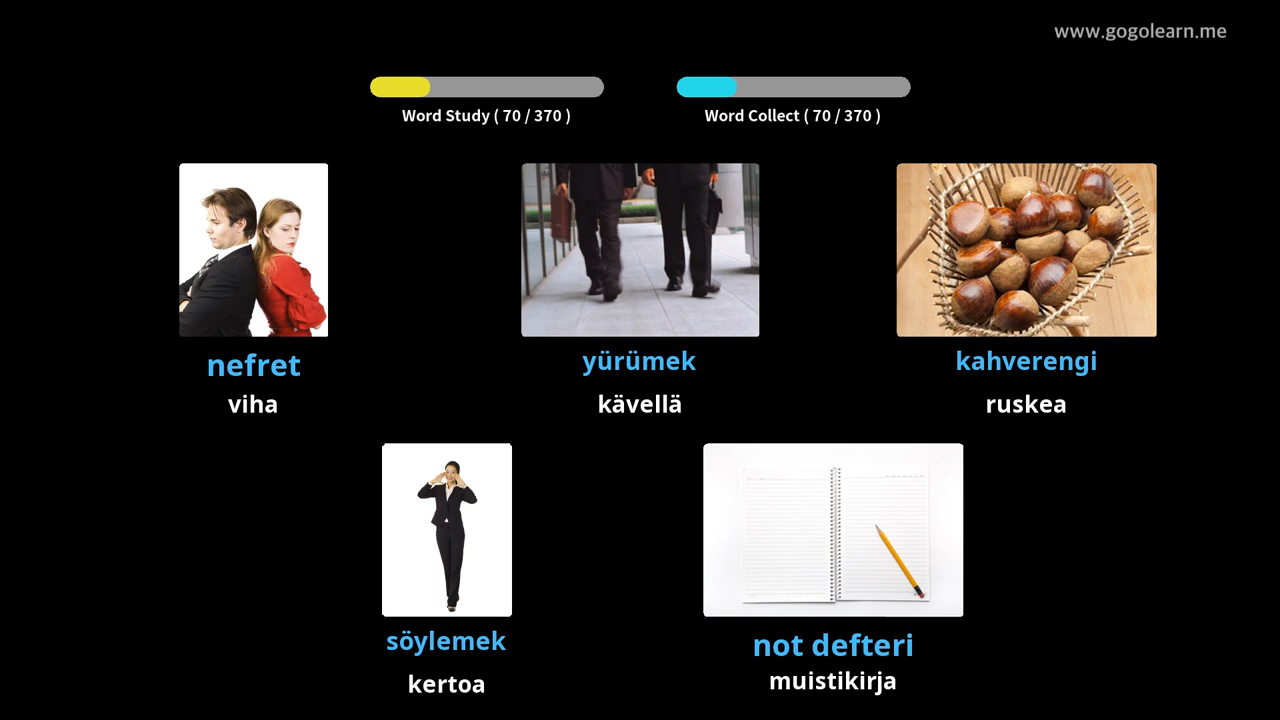 www.gogolearn.me
Word Study ( 70 / 370 )
Word Collect ( 70 / 370 )
nefret
viha
yürümek
kävellä
kahverengi
ruskea
söylemek
kertoa
not defteri
muistikirja